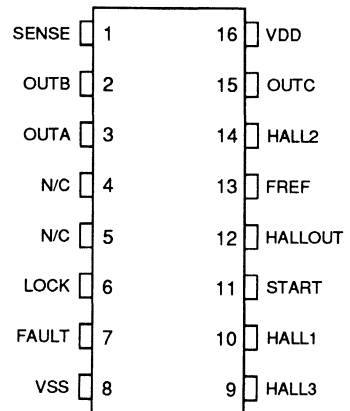 SENSE 1 16 VDD
OUTB 2 15 OUTC
OUTA 3 14 HALL2
N/C 4 13 FREF
N/C 5 12 HALLOUT
LOCK 6 11 START
FAULT 7 10 HALL1
VSS 8 9 HALL3